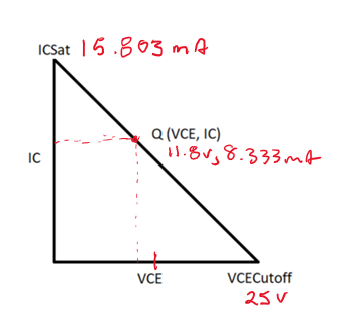 ICSat 15.803 mA
Q (VCE, IC)
11.8v, 8.333mA
IC
VCE
VCECutoff
25V